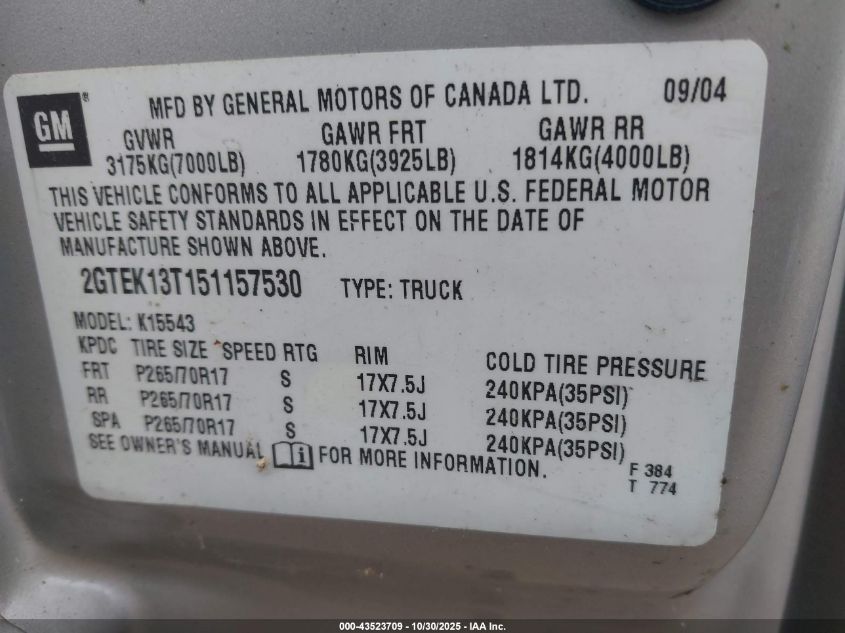 GM®
MFD BY GENERAL MOTORS OF CANADA LTD. 09/04
GVWR GAWR FRT GAWR RR
3175KG(7000LB) 1780KG(3925LB) 1814KG(4000LB)
THIS VEHICLE CONFORMS TO ALL APPLICABLE U.S. FEDERAL MOTOR
VEHICLE SAFETY STANDARDS IN EFFECT ON THE DATE OF
MANUFACTURE SHOWN ABOVE.
2GTEK13T151157530 TYPE: TRUCK
MODEL: K15543
KPDC TIRE SIZE SPEED RTG RIM COLD TIRE PRESSURE
FRT P265/70R17 S 17X7.5J 240KPA(35PSI)
RR P265/70R17 S 17X7.5J 240KPA(35PSI)
SPA P265/70R17 S 17X7.5J 240KPA(35PSI)
SEE OWNER'S MANUAL i FOR MORE INFORMATION.
F 384
T 774
000-43523709 - 10/30/2025 - IAA Inc.